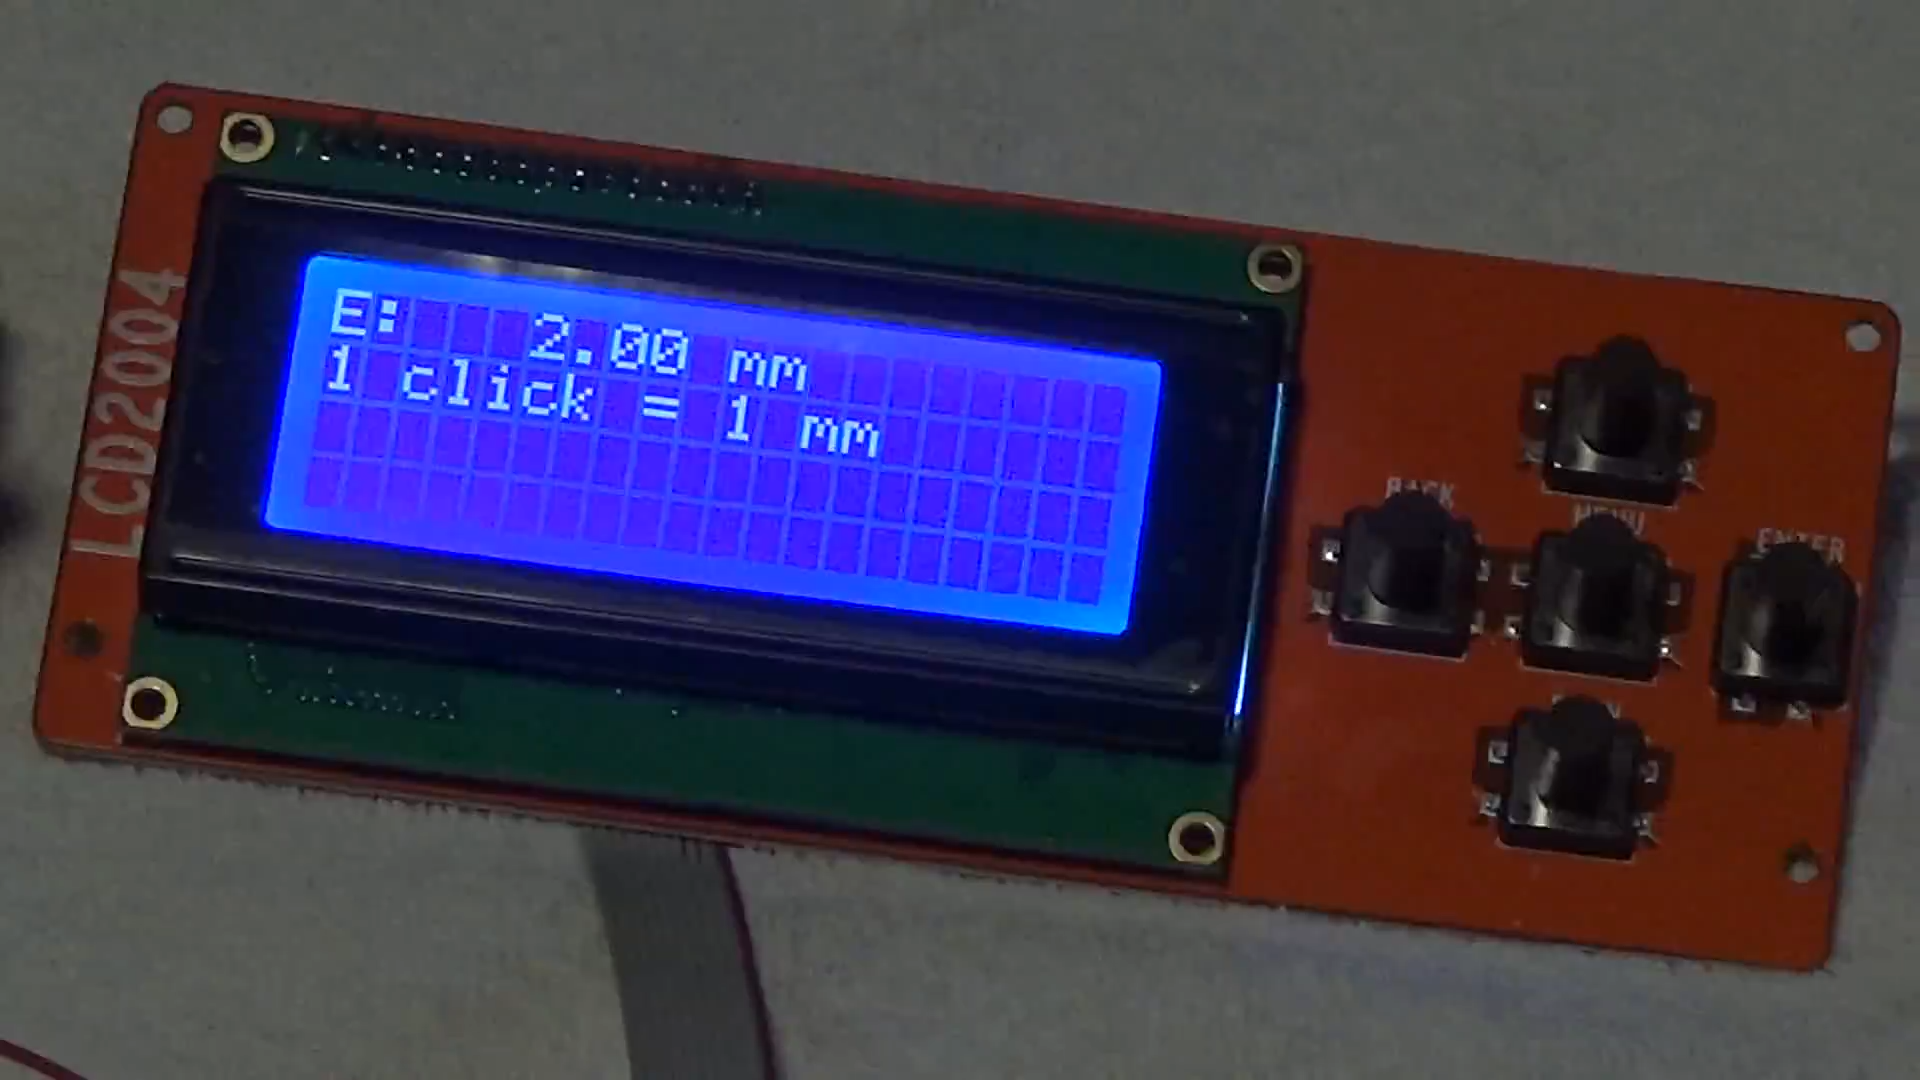 E: 2.00 mm
1 click = 1 mm
LCD2004
BACK
MENU
ENTER